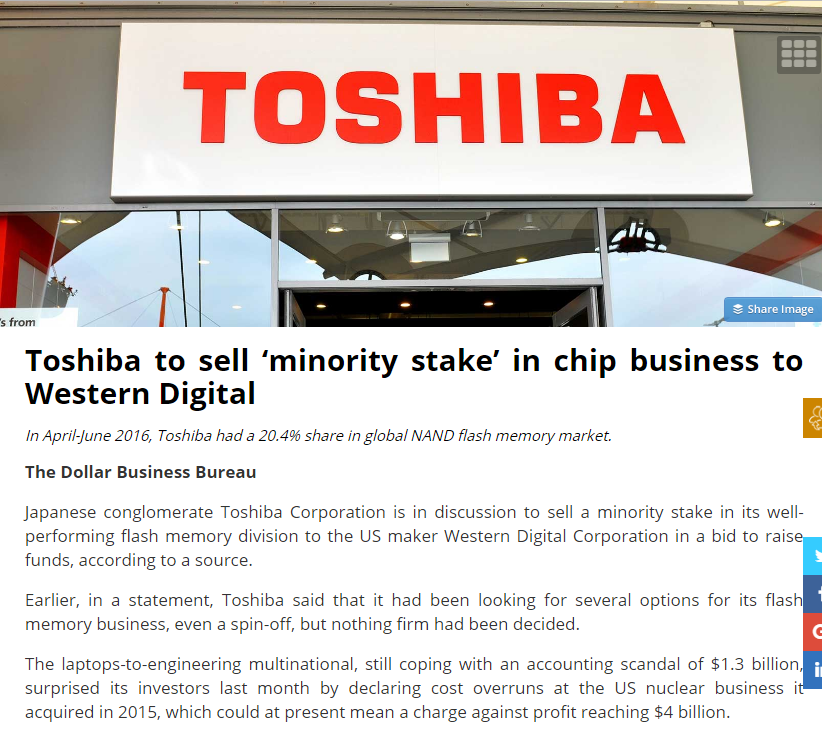 TOSHIBA
's from
Share Image
Toshiba to sell ‘minority stake’ in chip business to
Western Digital
In April-June 2016, Toshiba had a 20.4% share in global NAND flash memory market.
The Dollar Business Bureau
Japanese conglomerate Toshiba Corporation is in discussion to sell a minority stake in its well-
performing flash memory division to the US maker Western Digital Corporation in a bid to raise
funds, according to a source.
Earlier, in a statement, Toshiba said that it had been looking for several options for its flash
memory business, even a spin-off, but nothing firm had been decided.
The laptops-to-engineering multinational, still coping with an accounting scandal of $1.3 billion,
surprised its investors last month by declaring cost overruns at the US nuclear business it
acquired in 2015, which could at present mean a charge against profit reaching $4 billion.